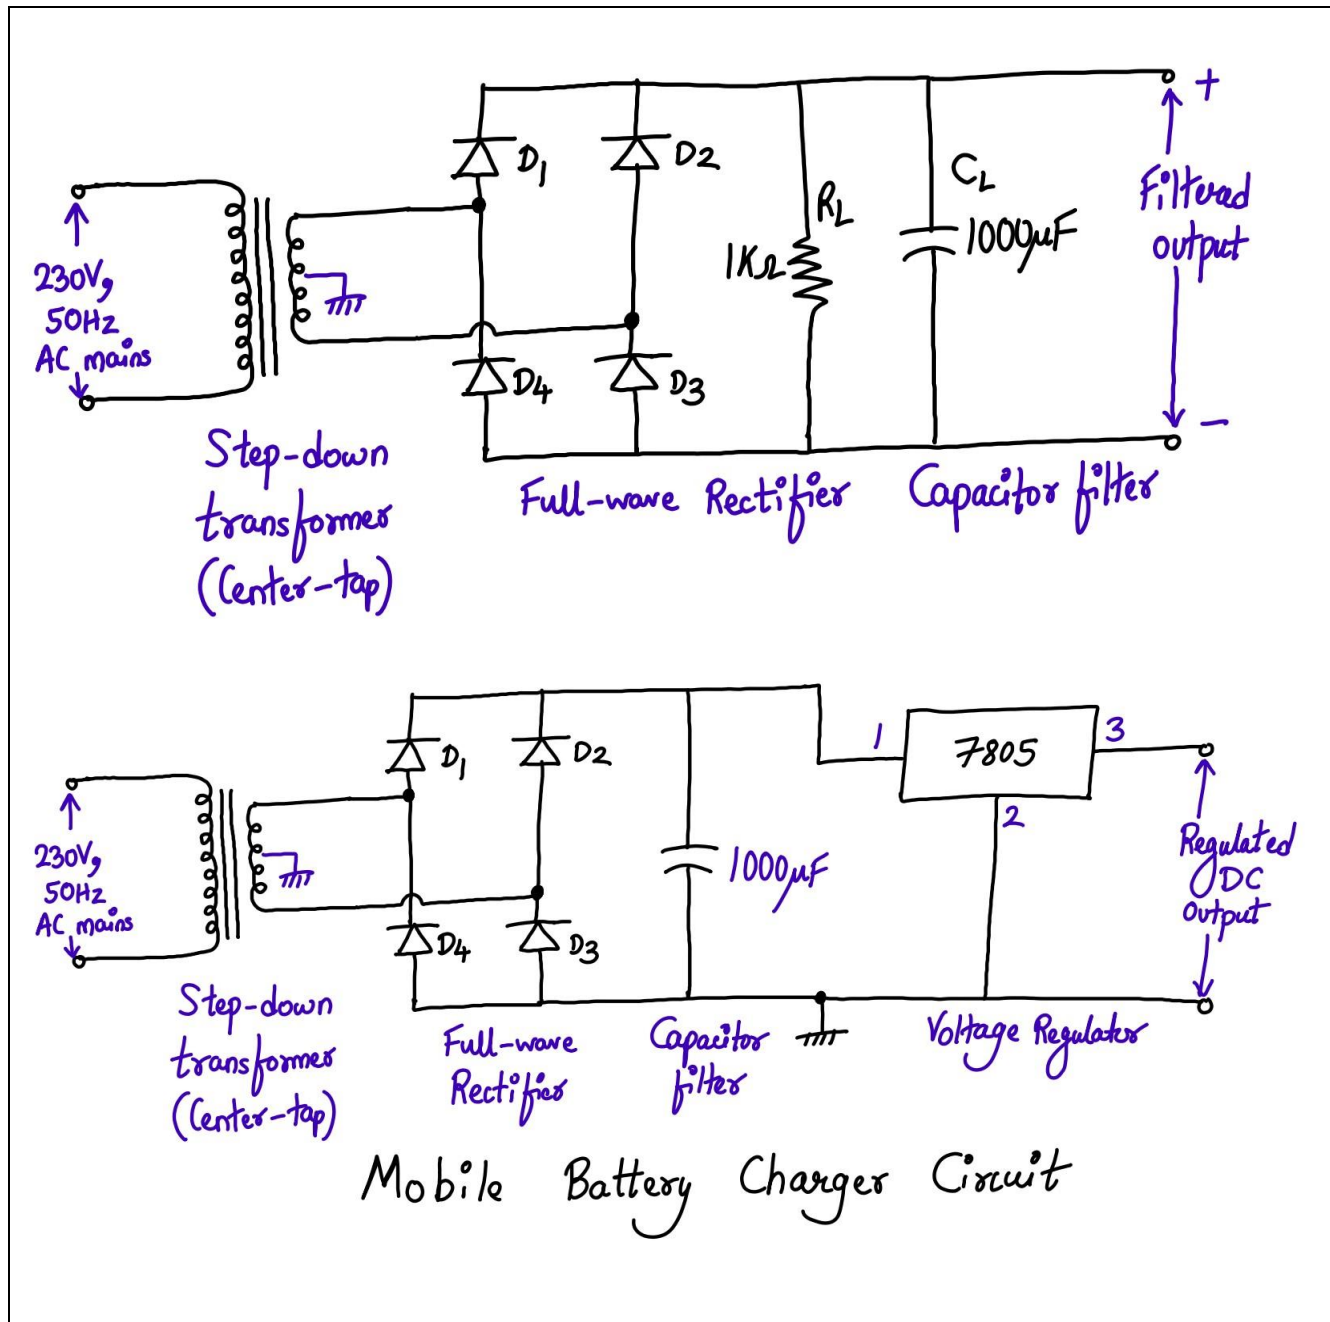 +
D1
D2
CL
Filtered
output
RL
1000μF
1KΩ
230V,
50Hz
AC mains
D4
D3
-
Step-down
transformer
(Center-tap)
Full-wave Rectifier
Capacitor filter
1
7805
3
D1
D2
2
Regulated
DC
output
1000μF
230V,
50Hz
AC mains
D4
D3
Step-down
transformer
(Center-tap)
Full-wave
Rectifier
Capacitor
filter
Voltage Regulator
Mobile Battery Charger Circuit